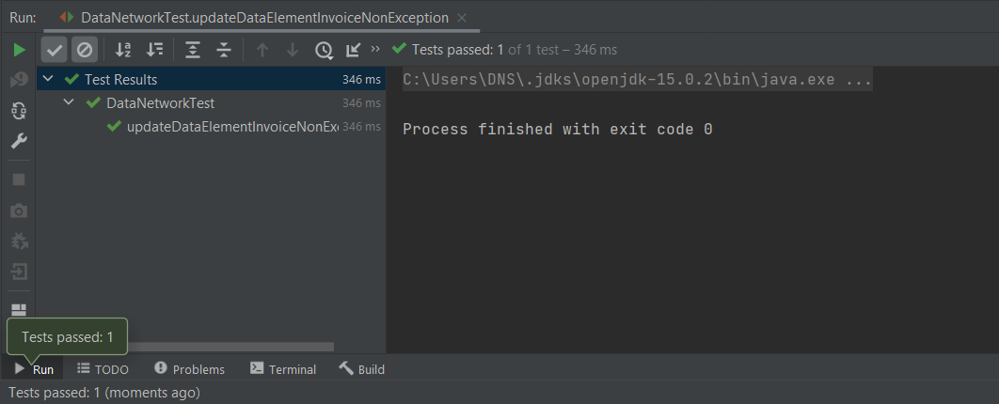 Run: DataNetworkTest.updateDataElementInvoiceNonException
Tests passed: 1 of 1 test – 346 ms
Test Results 346 ms
C:\Users\DNS\.jdks\openjdk-15.0.2\bin\java.exe ...
DataNetworkTest 346 ms
updateDataElementInvoiceNonEx 346 ms
Process finished with exit code 0
Tests passed: 1
Run TODO Problems Terminal Build
Tests passed: 1 (moments ago)